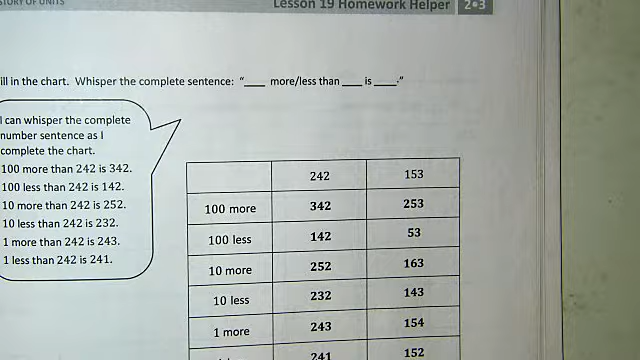 STORY OF UNITS
Lesson 19 Homework Helper 2•3
ill in the chart. Whisper the complete sentence: "___ more/less than ___ is ___."
I can whisper the complete
number sentence as I
complete the chart.
100 more than 242 is 342.
100 less than 242 is 142.
10 more than 242 is 252.
10 less than 242 is 232.
1 more than 242 is 243.
1 less than 242 is 241.
242 153
100 more 342 253
100 less 142 53
10 more 252 163
10 less 232 143
1 more 243 154
241 152